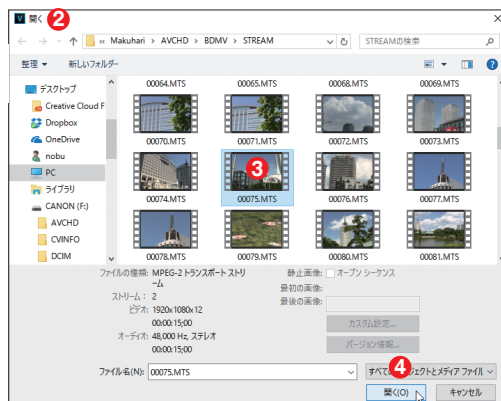 開く 2
« Makuhari › AVCHD › BDMV › STREAM
STREAMの検索
整理 新しいフォルダー
デスクトップ
Creative Cloud F
Dropbox
OneDrive
nobu
PC
ライブラリ
CANON (F:)
AVCHD
CVINFO
DCIM
00064.MTS 00065.MTS 00068.MTS 00069.MTS
00070.MTS 00071.MTS 00072.MTS 00073.MTS
3
00074.MTS 00075.MTS 00076.MTS 00077.MTS
00078.MTS 00079.MTS 00080.MTS 00081.MTS
ファイルの種類: MPEG-2 トランスポート ストリ
ーム
ストリーム: 2
ビデオ: 1920x1080x12
00:00:15;00
オーディオ: 48,000 Hz, ステレオ
00:00:15;00
静止画像: オープン シーケンス
最初の画像:
最後の画像:
カスタム設定...
バージョン情報...
ファイル名(N): 00075.MTS
すべての 4 ジェクトとメディア ファイル
開く(O) キャンセル